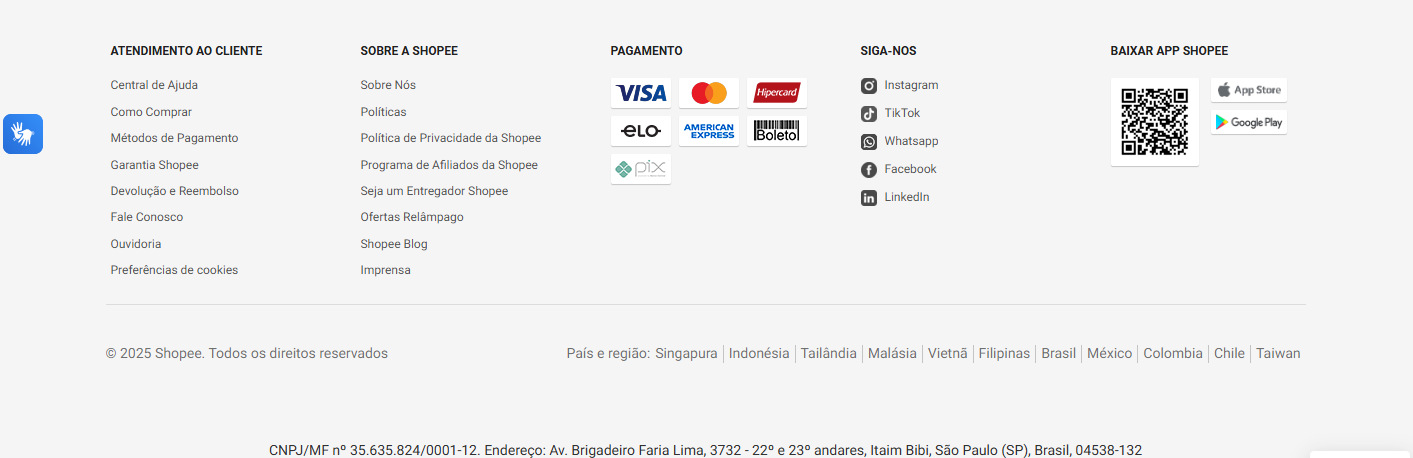 ATENDIMENTO AO CLIENTE
Central de Ajuda
Como Comprar
Métodos de Pagamento
Garantia Shopee
Devolução e Reembolso
Fale Conosco
Ouvidoria
Preferências de cookies
SOBRE A SHOPEE
Sobre Nós
Políticas
Política de Privacidade da Shopee
Programa de Afiliados da Shopee
Seja um Entregador Shopee
Ofertas Relâmpago
Shopee Blog
Imprensa
PAGAMENTO
VISA
Hipercard
elo
AMERICAN
EXPRESS
Boleto
pix
SIGA-NOS
Instagram
TikTok
Whatsapp
Facebook
LinkedIn
BAIXAR APP SHOPEE
App Store
Google Play
© 2025 Shopee. Todos os direitos reservados
País e região: Singapura Indonésia Tailândia Malásia Vietnã Filipinas Brasil México Colombia Chile Taiwan
CNPJ/MF nº 35.635.824/0001-12. Endereço: Av. Brigadeiro Faria Lima, 3732 - 22º e 23º andares, Itaim Bibi, São Paulo (SP), Brasil, 04538-132